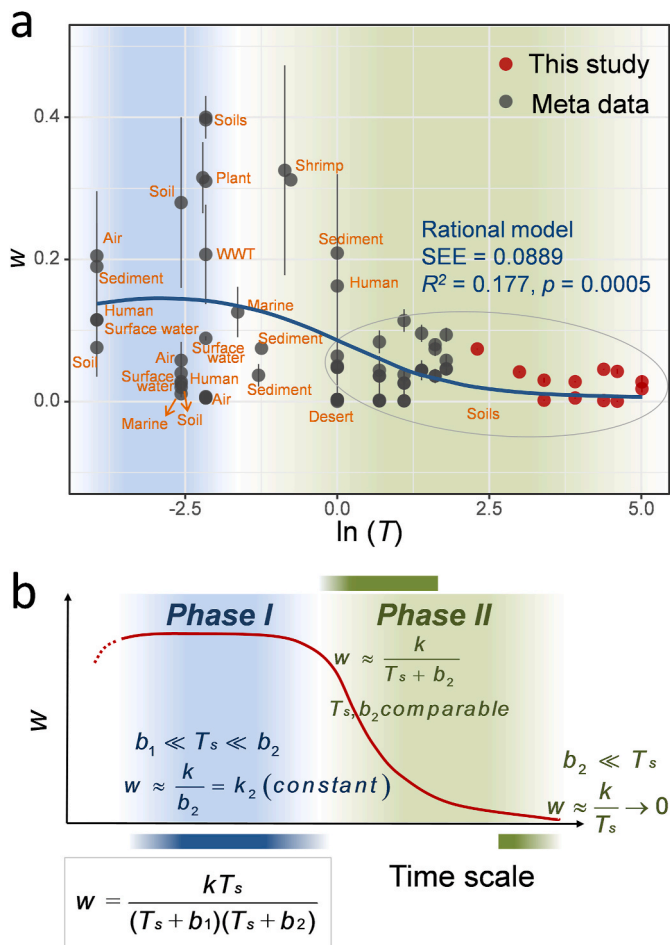 a
This study
Meta data
Soils
Plant
Soil
Shrimp
Air
WWT
Sediment
Sediment
Human
Rational model
SEE = 0.0889
R² = 0.177, p = 0.0005
Human
Surface water
Marine
Surface
water
Sediment
Soil
Air
Surface
water
Human
Sediment
Air
Marine
Soil
Desert
Soils
0.4
0.2
0.0
w
-2.5
0.0
2.5
5.0
ln (T)
b
Phase I
Phase II
w ≈ k / (Tₛ + b₂)
Tₛ, b₂ comparable
b₁ ≪ Tₛ ≪ b₂
w ≈ k / b₂ = k₂ (constant)
b₂ ≪ Tₛ
w ≈ k / Tₛ → 0
w
Time scale
w = kTₛ / (Tₛ + b₁)(Tₛ + b₂)